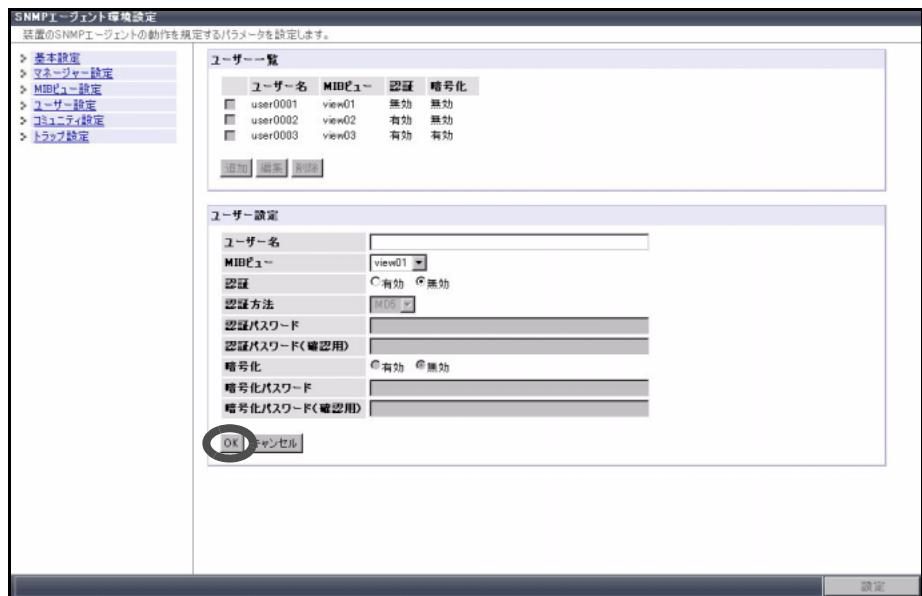 SNMPエージェント環境設定
装置のSNMPエージェントの動作を規定するパラメータを設定します。
> 基本設定
> マネージャー設定
> MIBビュー設定
> ユーザー設定
> コミュニティ設定
> トラップ設定
ユーザー一覧
ユーザー名 MIBビュー 認証 暗号化
user0001 view01 無効 無効
user0002 view02 有効 無効
user0003 view03 有効 有効
追加 編集 削除
ユーザー設定
ユーザー名
MIBビュー view01
認証 有効 無効
認証方法 MD5
認証パスワード
認証パスワード(確認用)
暗号化 有効 無効
暗号化パスワード
暗号化パスワード(確認用)
OK キャンセル
設定